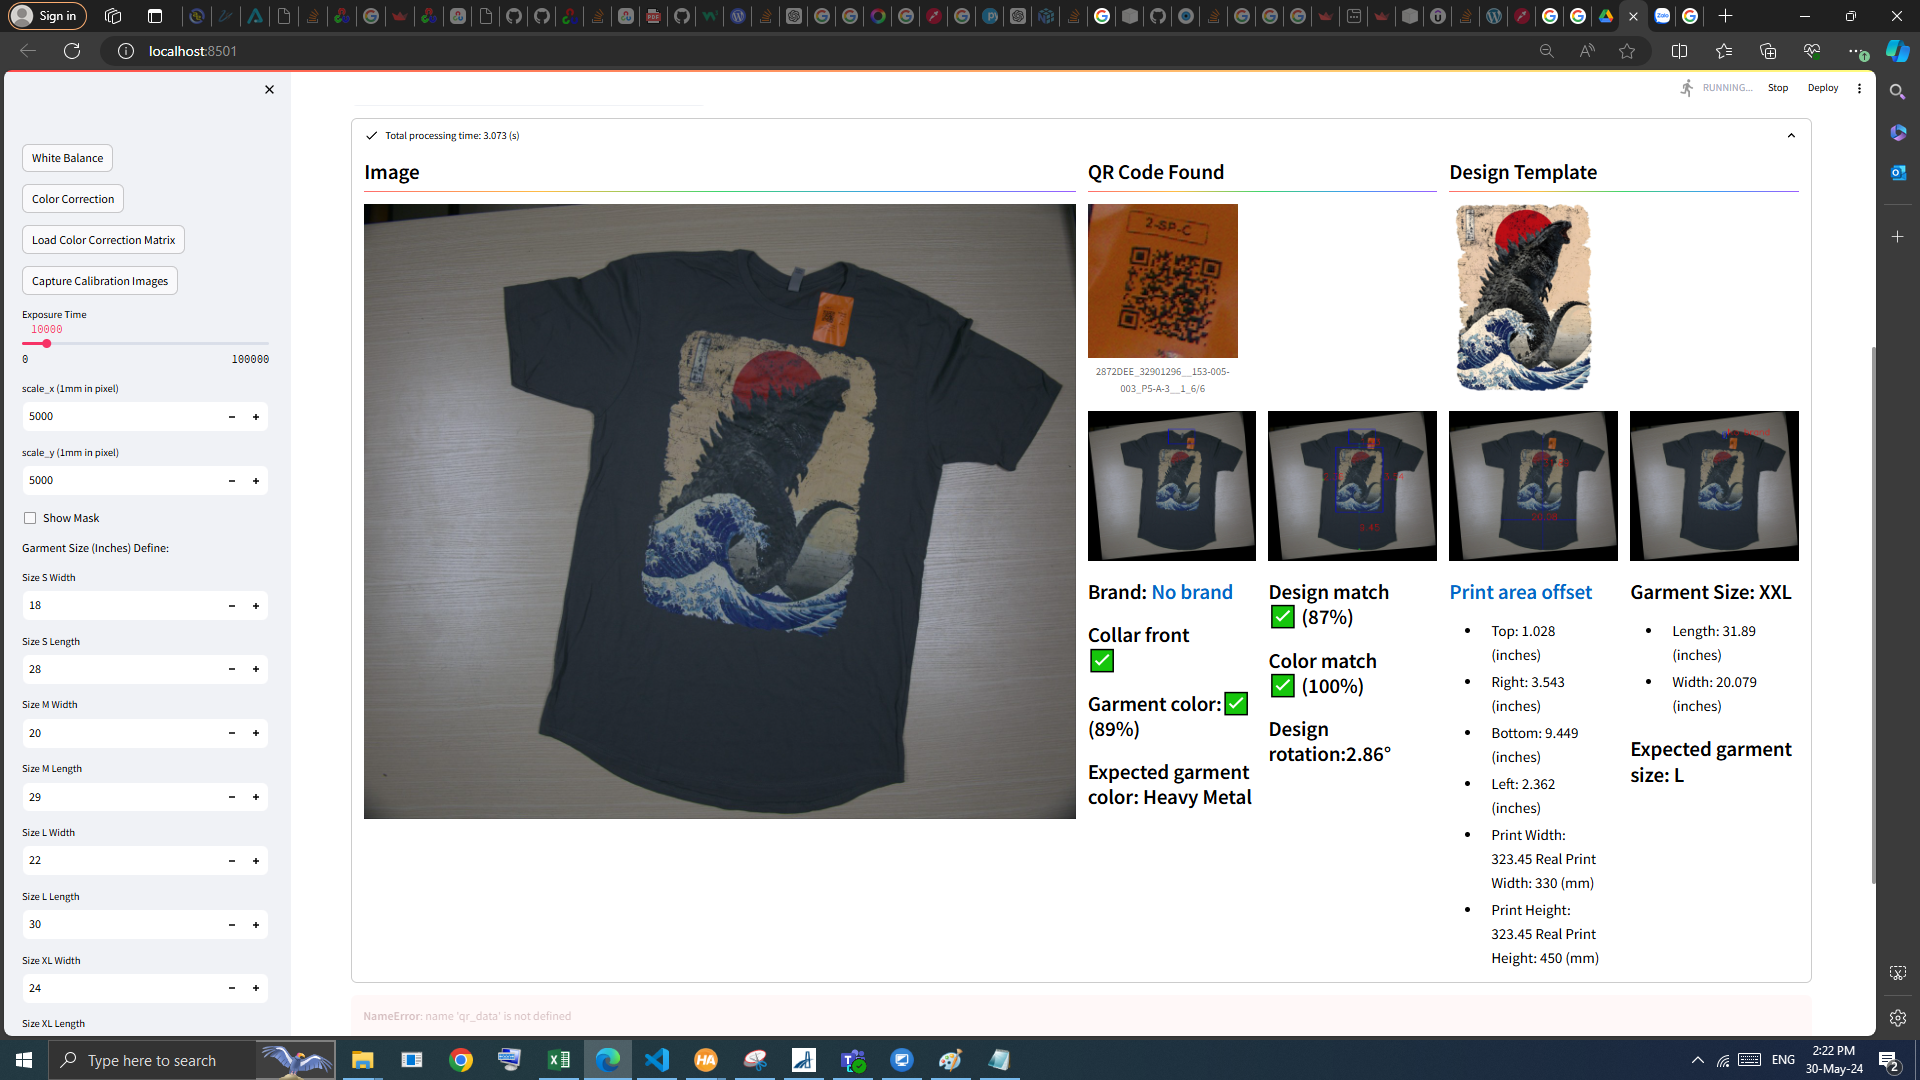 Sign in
localhost:8501
RUNNING...
Stop
Deploy
White Balance
Color Correction
Load Color Correction Matrix
Capture Calibration Images
Exposure Time
10000
0
100000
scale_x (1mm in pixel)
5000
scale_y (1mm in pixel)
5000
Show Mask
Garment Size (Inches) Define:
Size S Width
18
Size S Length
28
Size M Width
20
Size M Length
29
Size L Width
22
Size L Length
30
Size XL Width
24
Size XL Length
Total processing time: 3.073 (s)
Image
QR Code Found
2-SP-C
2872DEE_32901296__153-005-
003_P5-A-3__1_6/6
Design Template
Brand: No brand
Collar front
Garment color:
(89%)
Expected garment
color: Heavy Metal
Design match
(87%)
Color match
(100%)
Design
rotation:2.86°
Print area offset
Top: 1.028
(inches)
Right: 3.543
(inches)
Bottom: 9.449
(inches)
Left: 2.362
(inches)
Print Width:
323.45 Real Print
Width: 330 (mm)
Print Height:
323.45 Real Print
Height: 450 (mm)
Garment Size: XXL
Length: 31.89
(inches)
Width: 20.079
(inches)
Expected garment
size: L
NameError: name 'qr_data' is not defined
Type here to search
ENG
2:22 PM
30-May-24
2